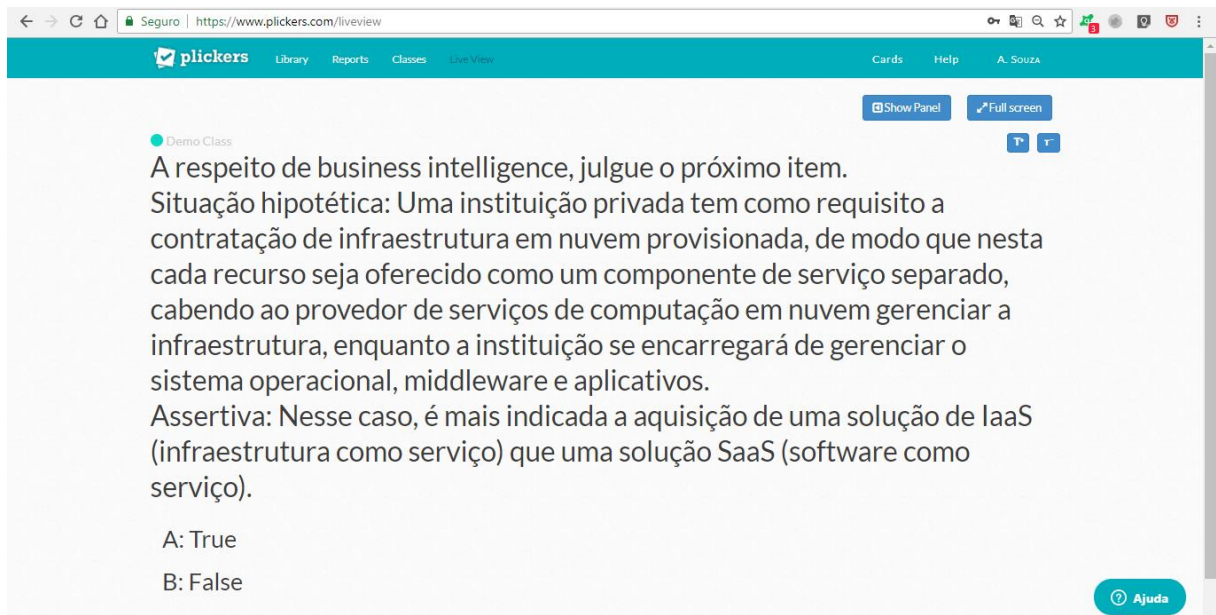 Seguro | https://www.plickers.com/liveview
3
plickers Library Reports Classes Live View Cards Help A. Souza
Show Panel Full screen
Demo Class T+ T-
A respeito de business intelligence, julgue o próximo item.
Situação hipotética: Uma instituição privada tem como requisito a
contratação de infraestrutura em nuvem provisionada, de modo que nesta
cada recurso seja oferecido como um componente de serviço separado,
cabendo ao provedor de serviços de computação em nuvem gerenciar a
infraestrutura, enquanto a instituição se encarregará de gerenciar o
sistema operacional, middleware e aplicativos.
Assertiva: Nesse caso, é mais indicada a aquisição de uma solução de IaaS
(infraestrutura como serviço) que uma solução SaaS (software como
serviço).
A: True
B: False
Ajuda